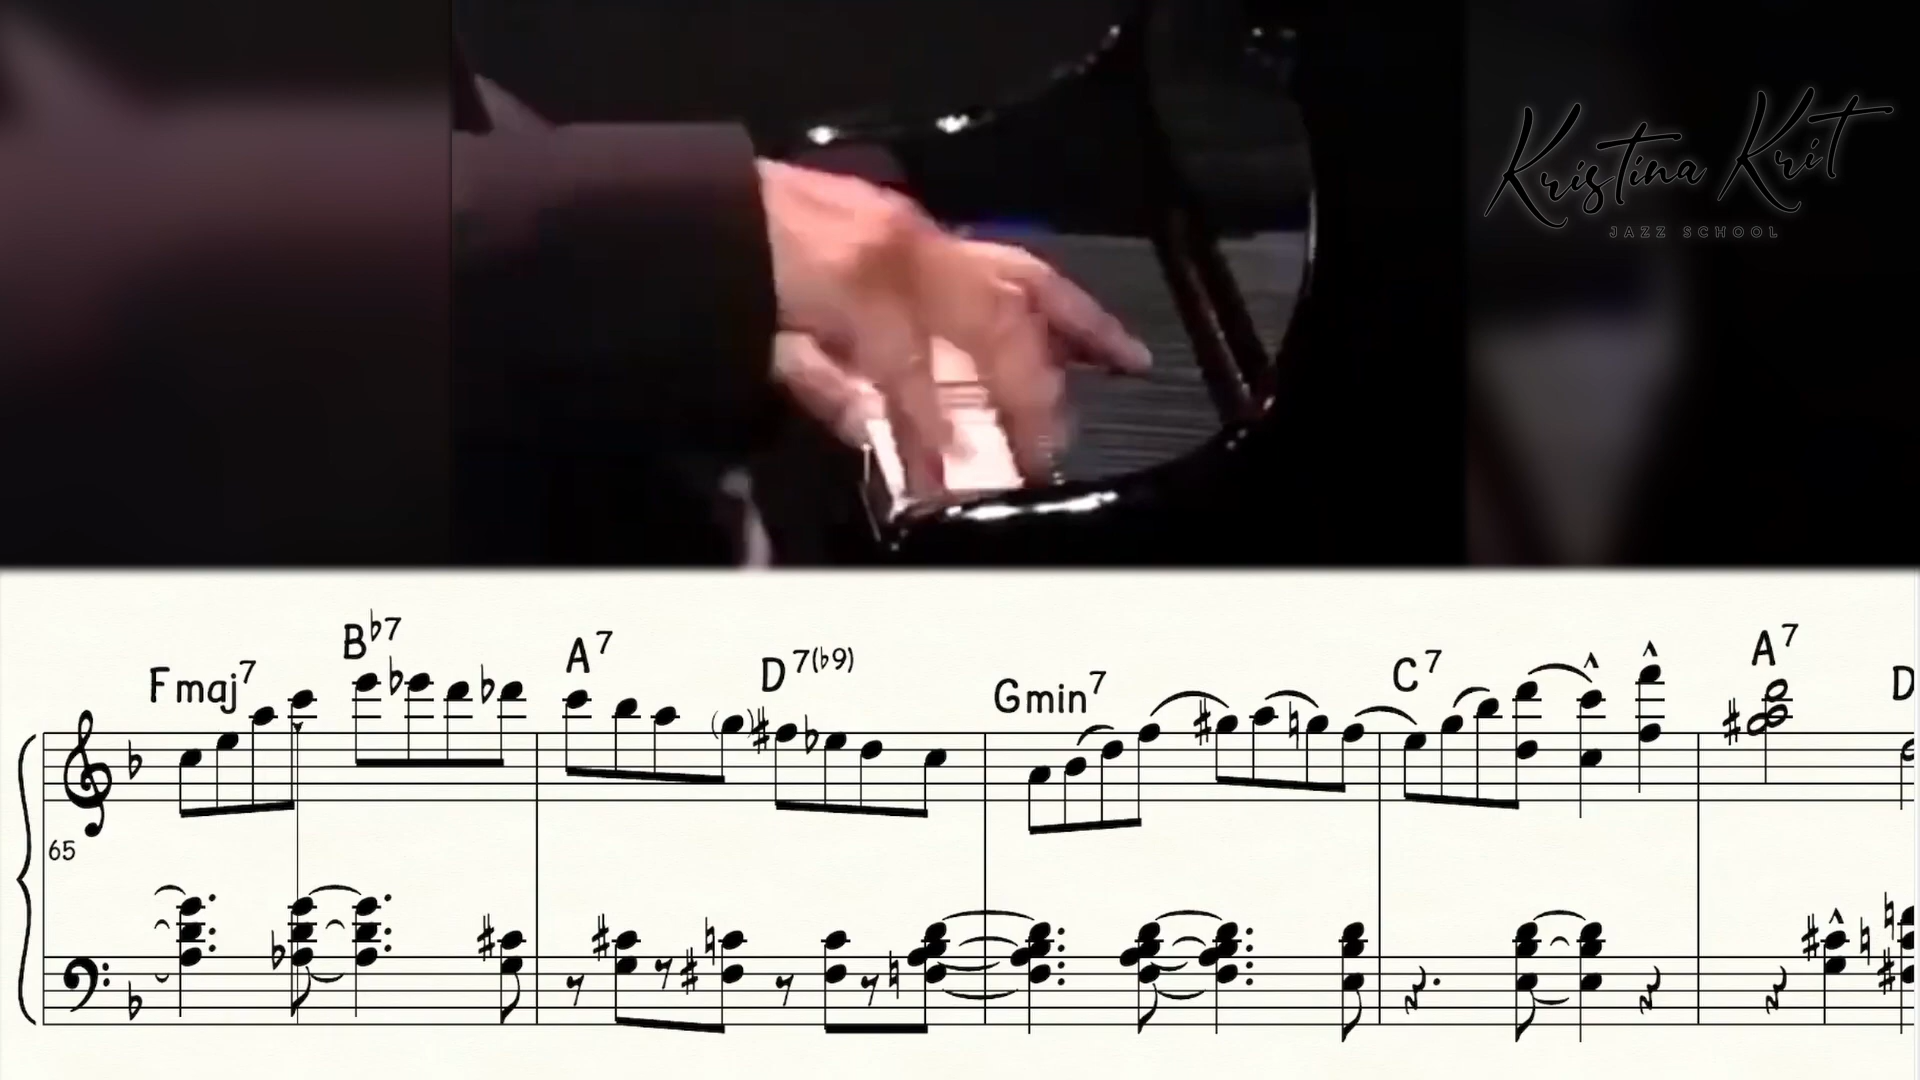 Kristina Krit
JAZZ SCHOOL
Fmaj7 B♭7 A7 D7(♭9) Gmin7 C7 A7 D
65